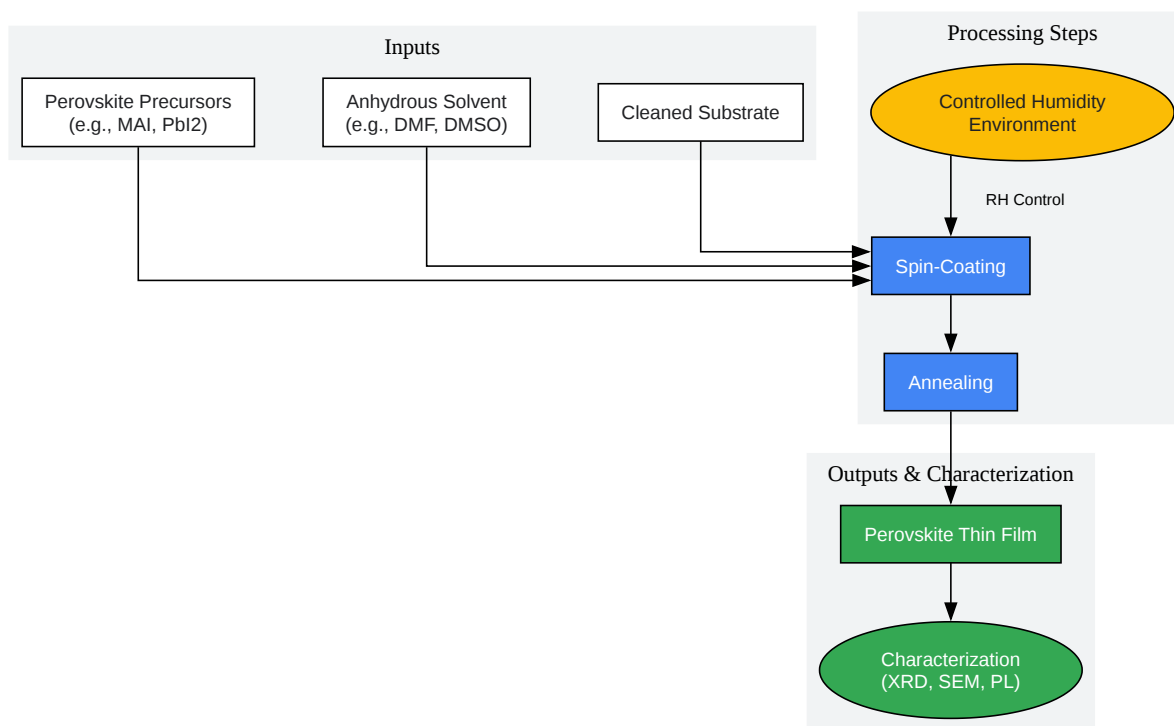 Inputs
Perovskite Precursors
(e.g., MAI, PbI2)
Anhydrous Solvent
(e.g., DMF, DMSO)
Cleaned Substrate
Processing Steps
Controlled Humidity
Environment
RH Control
Spin-Coating
Annealing
Outputs & Characterization
Perovskite Thin Film
Characterization
(XRD, SEM, PL)